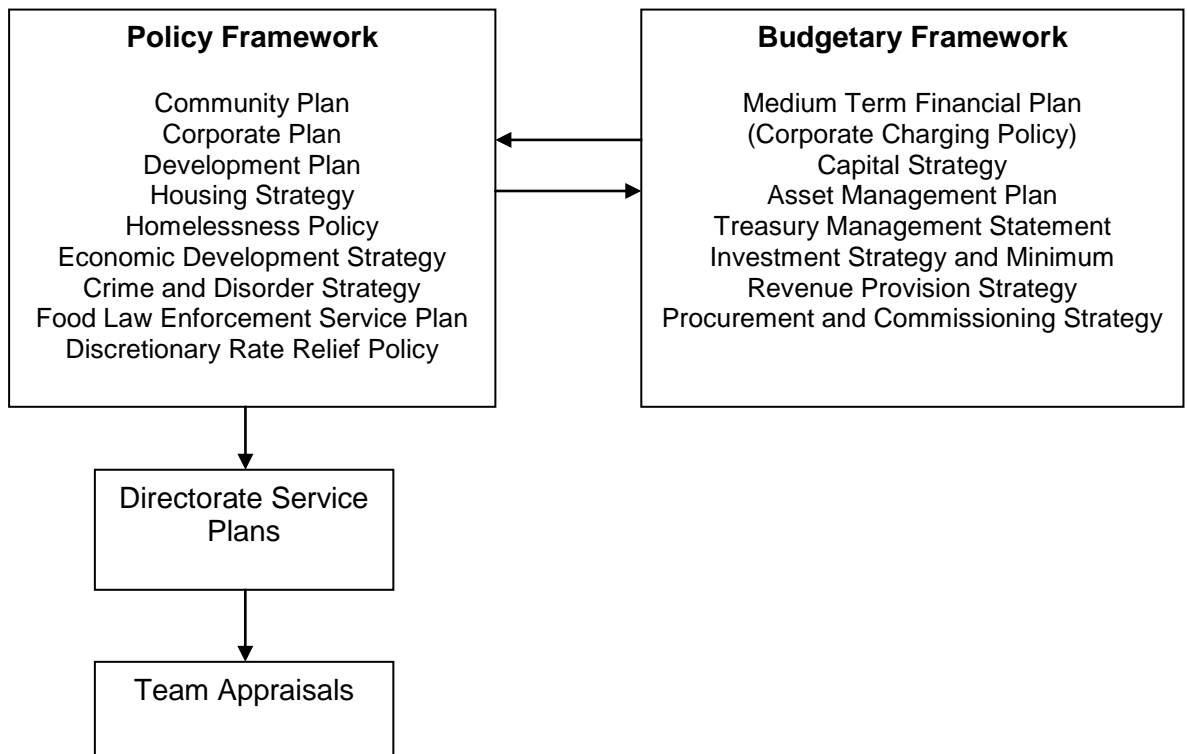 Policy Framework
Community Plan
Corporate Plan
Development Plan
Housing Strategy
Homelessness Policy
Economic Development Strategy
Crime and Disorder Strategy
Food Law Enforcement Service Plan
Discretionary Rate Relief Policy
Budgetary Framework
Medium Term Financial Plan
(Corporate Charging Policy)
Capital Strategy
Asset Management Plan
Treasury Management Statement
Investment Strategy and Minimum
Revenue Provision Strategy
Procurement and Commissioning Strategy
Directorate Service
Plans
Team Appraisals